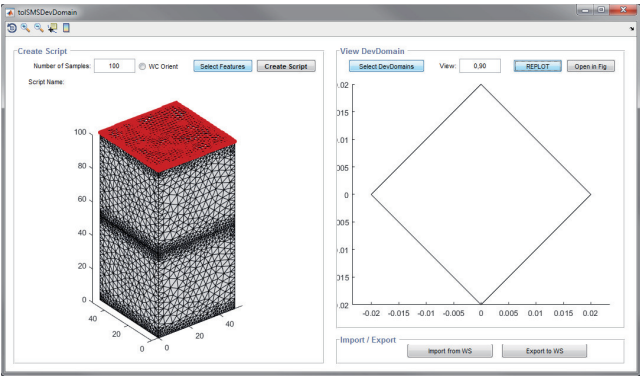 tolSMSDevDomain
Create Script
Number of Samples: 100 WC Orient Select Features Create Script
Script Name:
100
80
60
40
20
0
40
20
0
0
20
40
View DevDomain
Select DevDomains View: 0,90 REPLOT Open in Fig
.02
.015
.01
005
0
005
.01
015
.02
-0.02 -0.015 -0.01 -0.005 0 0.005 0.01 0.015 0.02
Import / Export
Import from WS Export to WS